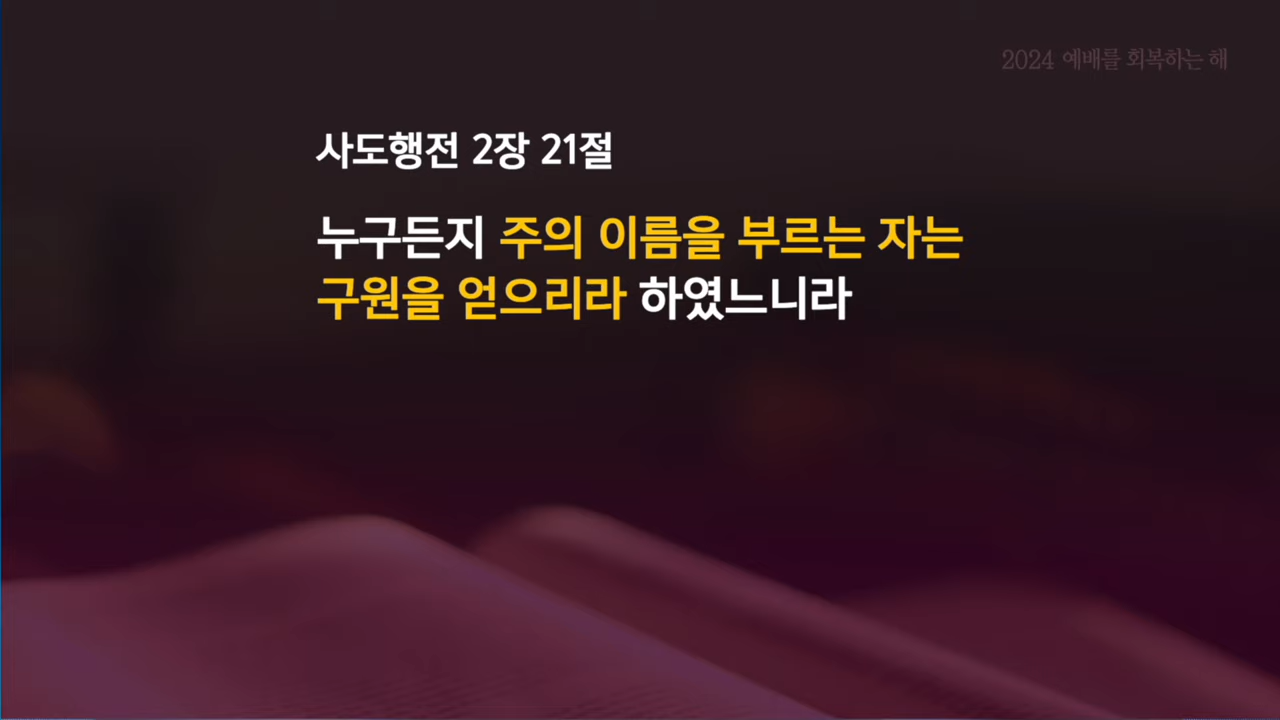 2024 예배를 회복하는 해
사도행전 2장 21절
누구든지 주의 이름을 부르는 자는
구원을 얻으리라 하였느니라